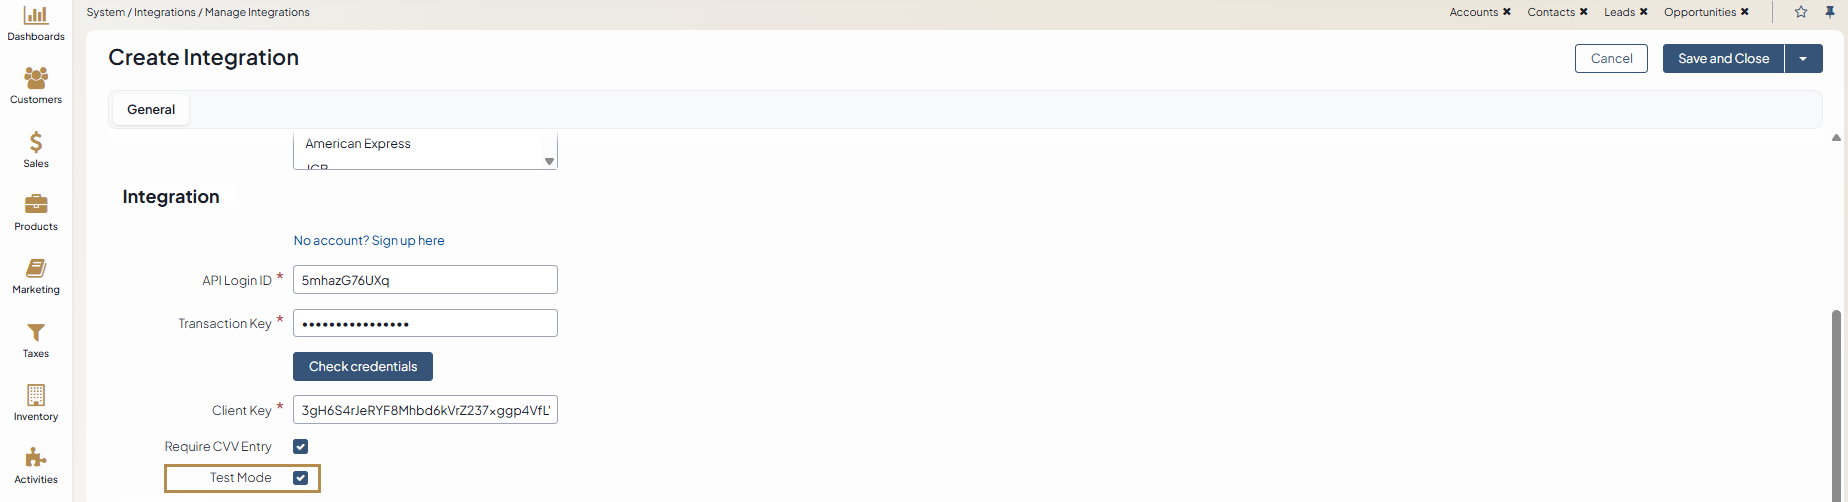 System / Integrations / Manage Integrations
Accounts ✖ Contacts ✖ Leads ✖ Opportunities ✖
Dashboards
Customers
Sales
Products
Marketing
Taxes
Inventory
Activities
Create Integration
Cancel
Save and Close
General
American Express
JCB
Integration
No account? Sign up here
API Login ID *
5mhazG76UXq
Transaction Key *
••••••••••••••••
Check credentials
Client Key *
3gH6S4rJeRYF8Mhbd6kVrZ237xggp4VfL
Require CVV Entry
Test Mode